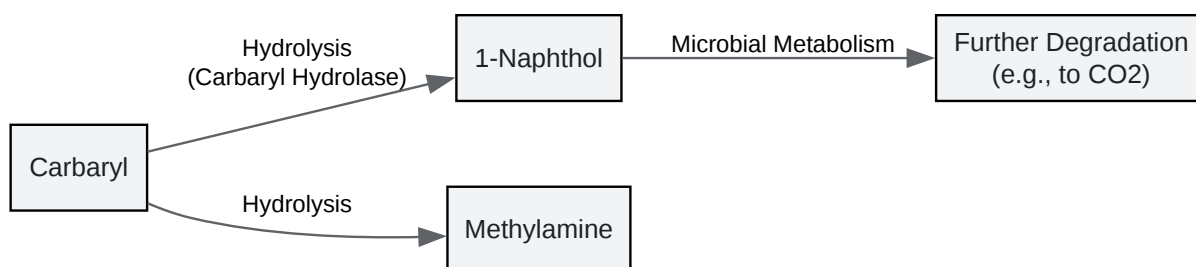 Hydrolysis
(Carbaryl Hydrolase)
1-Naphthol
Microbial Metabolism
Further Degradation
(e.g., to CO2)
Carbaryl
Hydrolysis
Methylamine